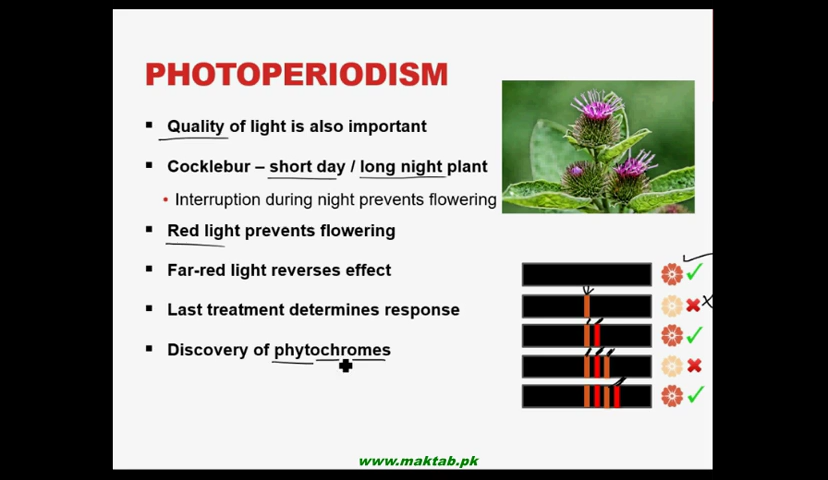 PHOTOPERIODISM
Quality of light is also important
Cocklebur – short day / long night plant
Interruption during night prevents flowering
Red light prevents flowering
Far-red light reverses effect
Last treatment determines response
Discovery of phytochromes
www.maktab.pk